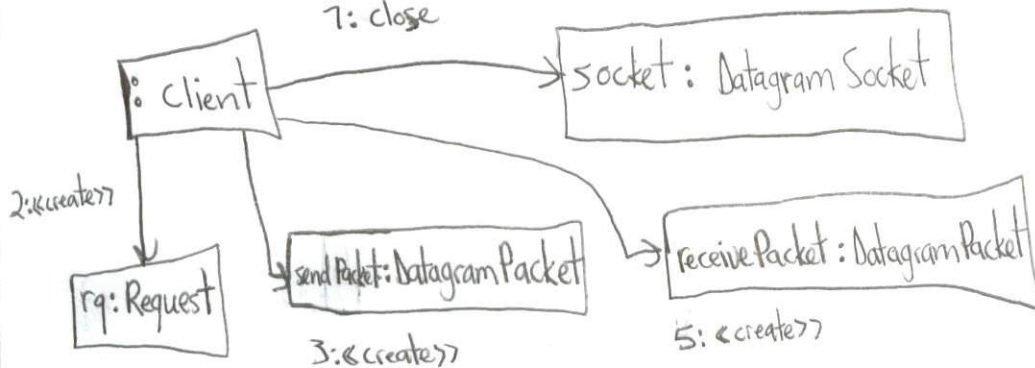 7: close
: Client
socket: Datagram Socket
2:«create»
rq:Request
sendPacket:DatagramPacket
receivePacket:DatagramPacket
3:«create»
5:«create»